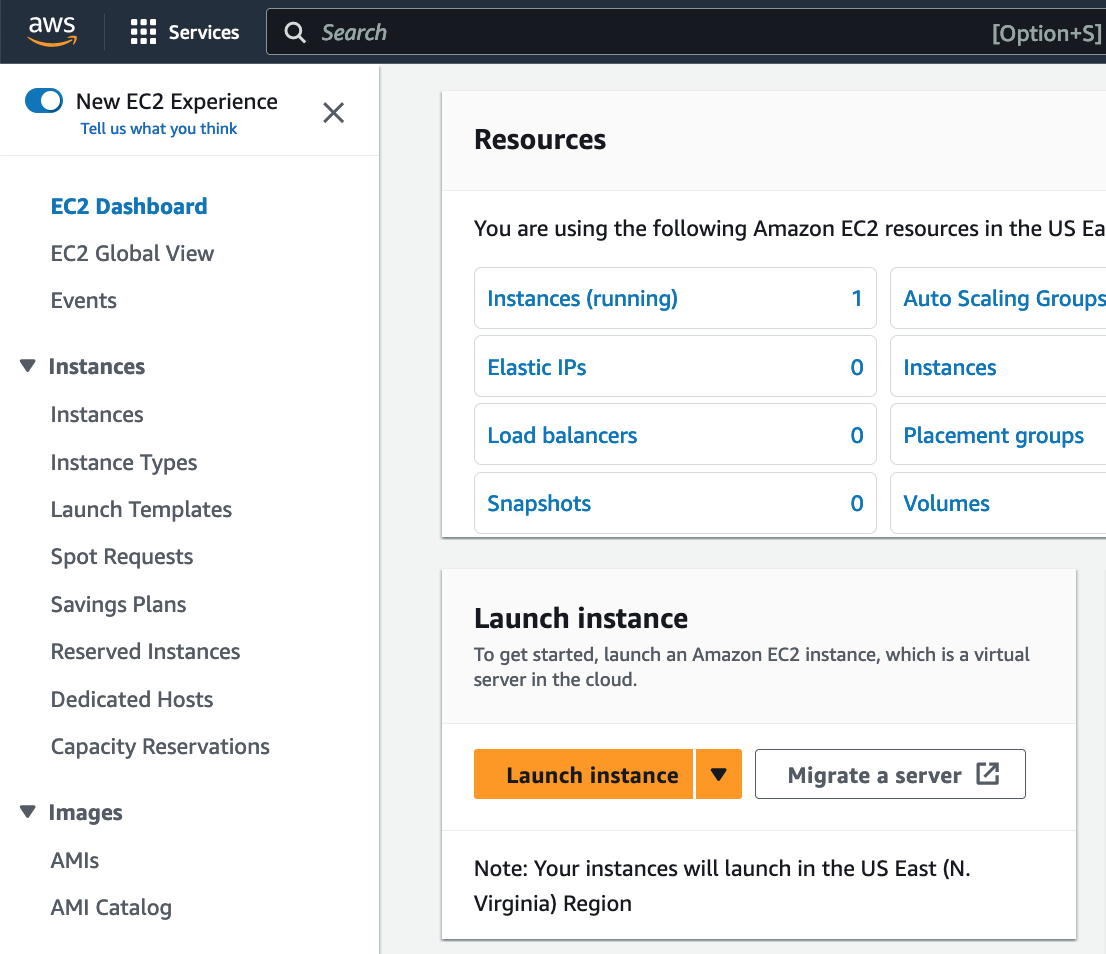 aws
Services
Search
[Option+S]
New EC2 Experience
Tell us what you think
EC2 Dashboard
EC2 Global View
Events
Instances
Instances
Instance Types
Launch Templates
Spot Requests
Savings Plans
Reserved Instances
Dedicated Hosts
Capacity Reservations
Images
AMIs
AMI Catalog
Resources
You are using the following Amazon EC2 resources in the US Ea
Instances (running) 1
Auto Scaling Groups
Elastic IPs 0
Instances
Load balancers 0
Placement groups
Snapshots 0
Volumes
Launch instance
To get started, launch an Amazon EC2 instance, which is a virtual
server in the cloud.
Launch instance
Migrate a server
Note: Your instances will launch in the US East (N.
Virginia) Region